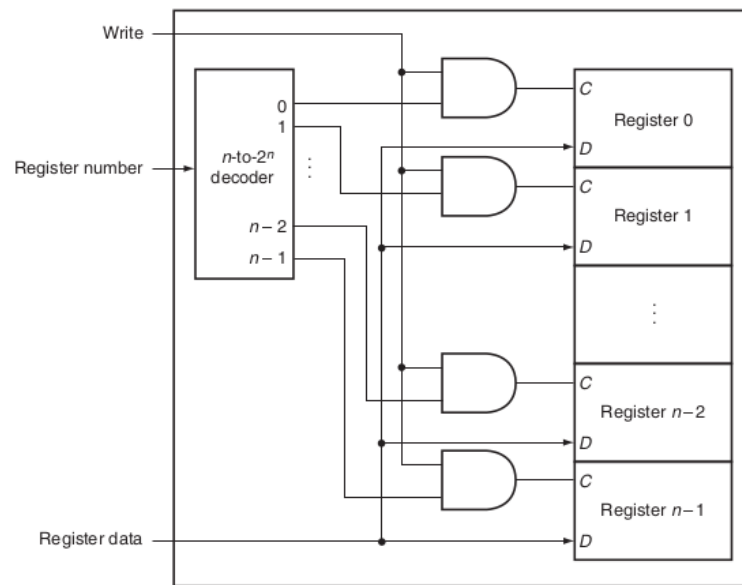 Write
C
0
Register 0
1
n-to-2ⁿ
decoder
⋮
Register number
D
C
Register 1
n – 2
D
n – 1
⋮
C
Register n – 2
D
C
Register n – 1
Register data
D